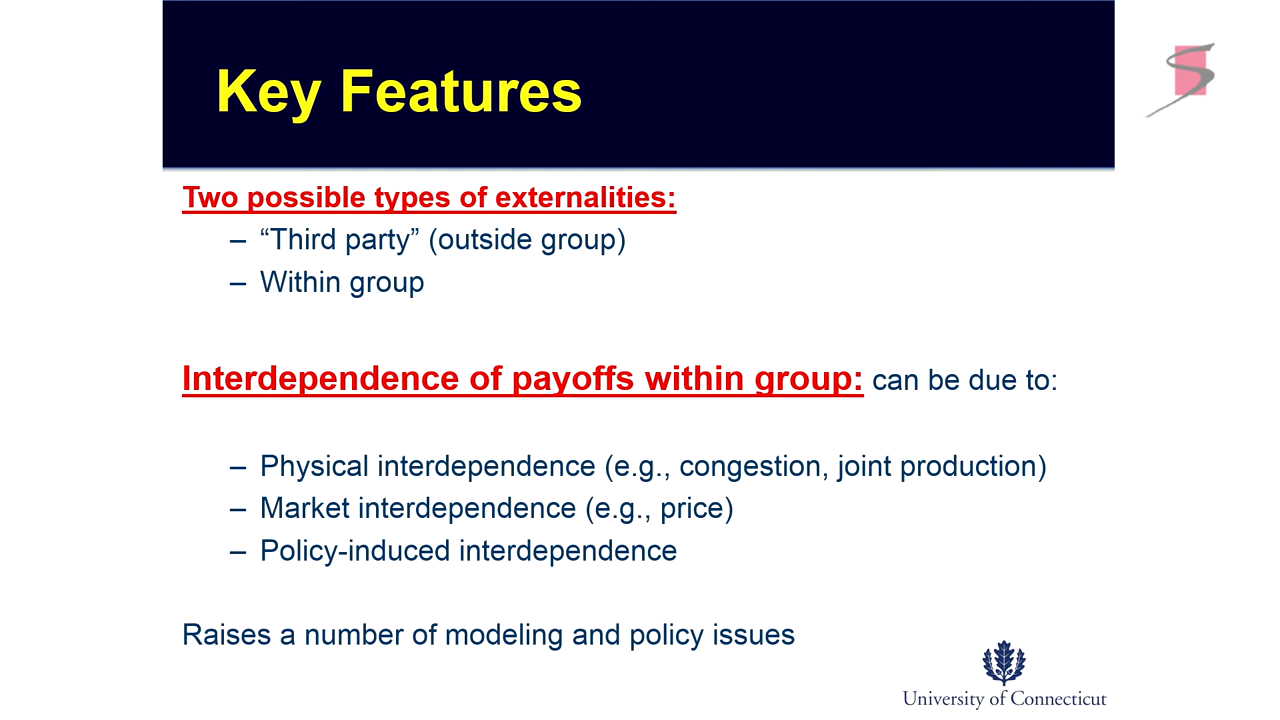 Key Features
Two possible types of externalities:
– “Third party” (outside group)
– Within group
Interdependence of payoffs within group: can be due to:
– Physical interdependence (e.g., congestion, joint production)
– Market interdependence (e.g., price)
– Policy-induced interdependence
Raises a number of modeling and policy issues
University of Connecticut